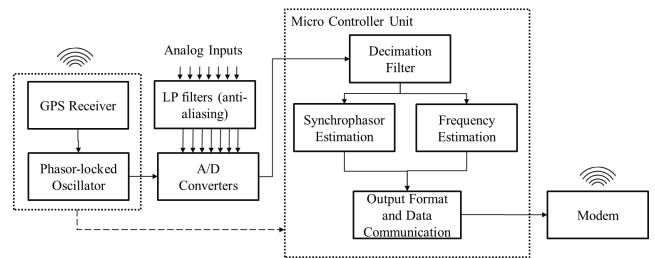 Micro Controller Unit
Analog Inputs
Decimation
Filter
GPS Receiver
LP filters (anti-
aliasing)
Synchrophasor
Estimation
Frequency
Estimation
Phasor-locked
Oscillator
A/D
Converters
Output Format
and Data
Communication
Modem